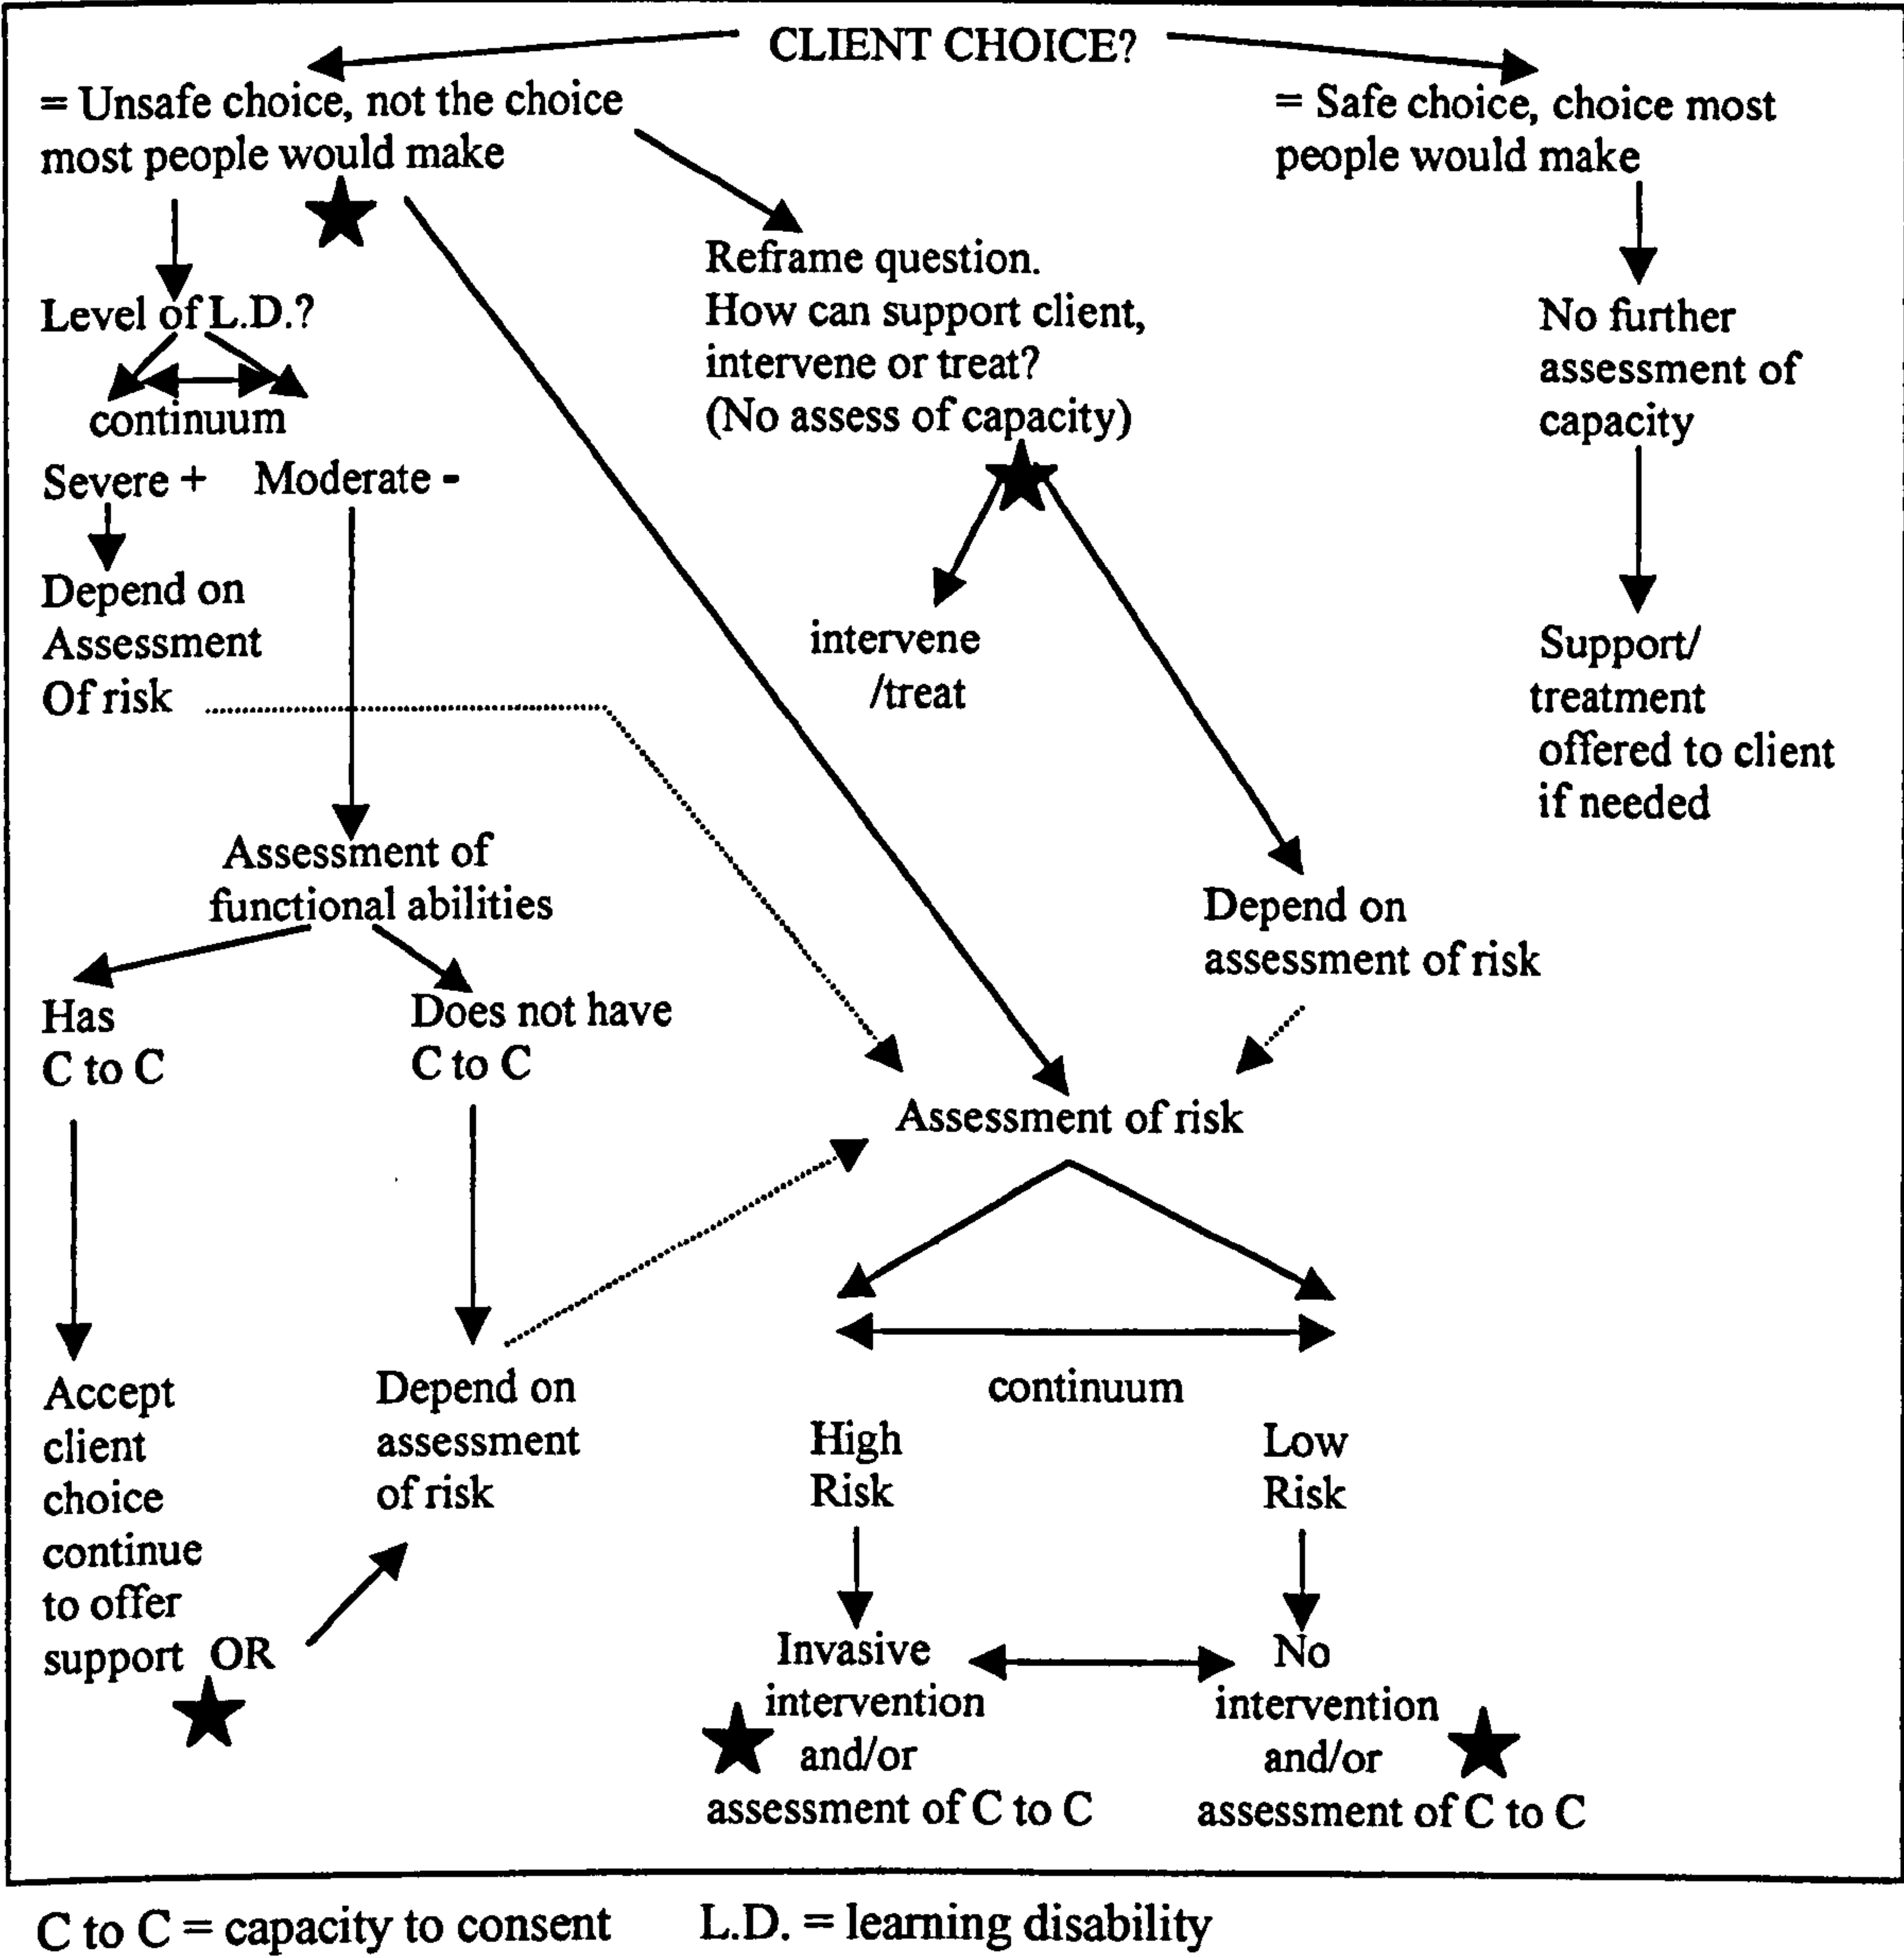 CLIENT CHOICE?
= Unsafe choice, not the choice
most people would make
= Safe choice, choice most
people would make
Level of L.D.?
continuum
Severe + Moderate -
Depend on
Assessment
Of risk
Reframe question.
How can support client,
intervene or treat?
(No assess of capacity)
intervene
/treat
No further
assessment of
capacity
Support/
treatment
offered to client
if needed
Assessment of
functional abilities
Has
C to C
Does not have
C to C
Depend on
assessment of risk
Assessment of risk
Accept
client
choice
continue
to offer
support OR
Depend on
assessment
of risk
continuum
High
Risk
Low
Risk
Invasive
intervention
and/or
assessment of C to C
No
intervention
and/or
assessment of C to C
C to C = capacity to consent L.D. = learning disability